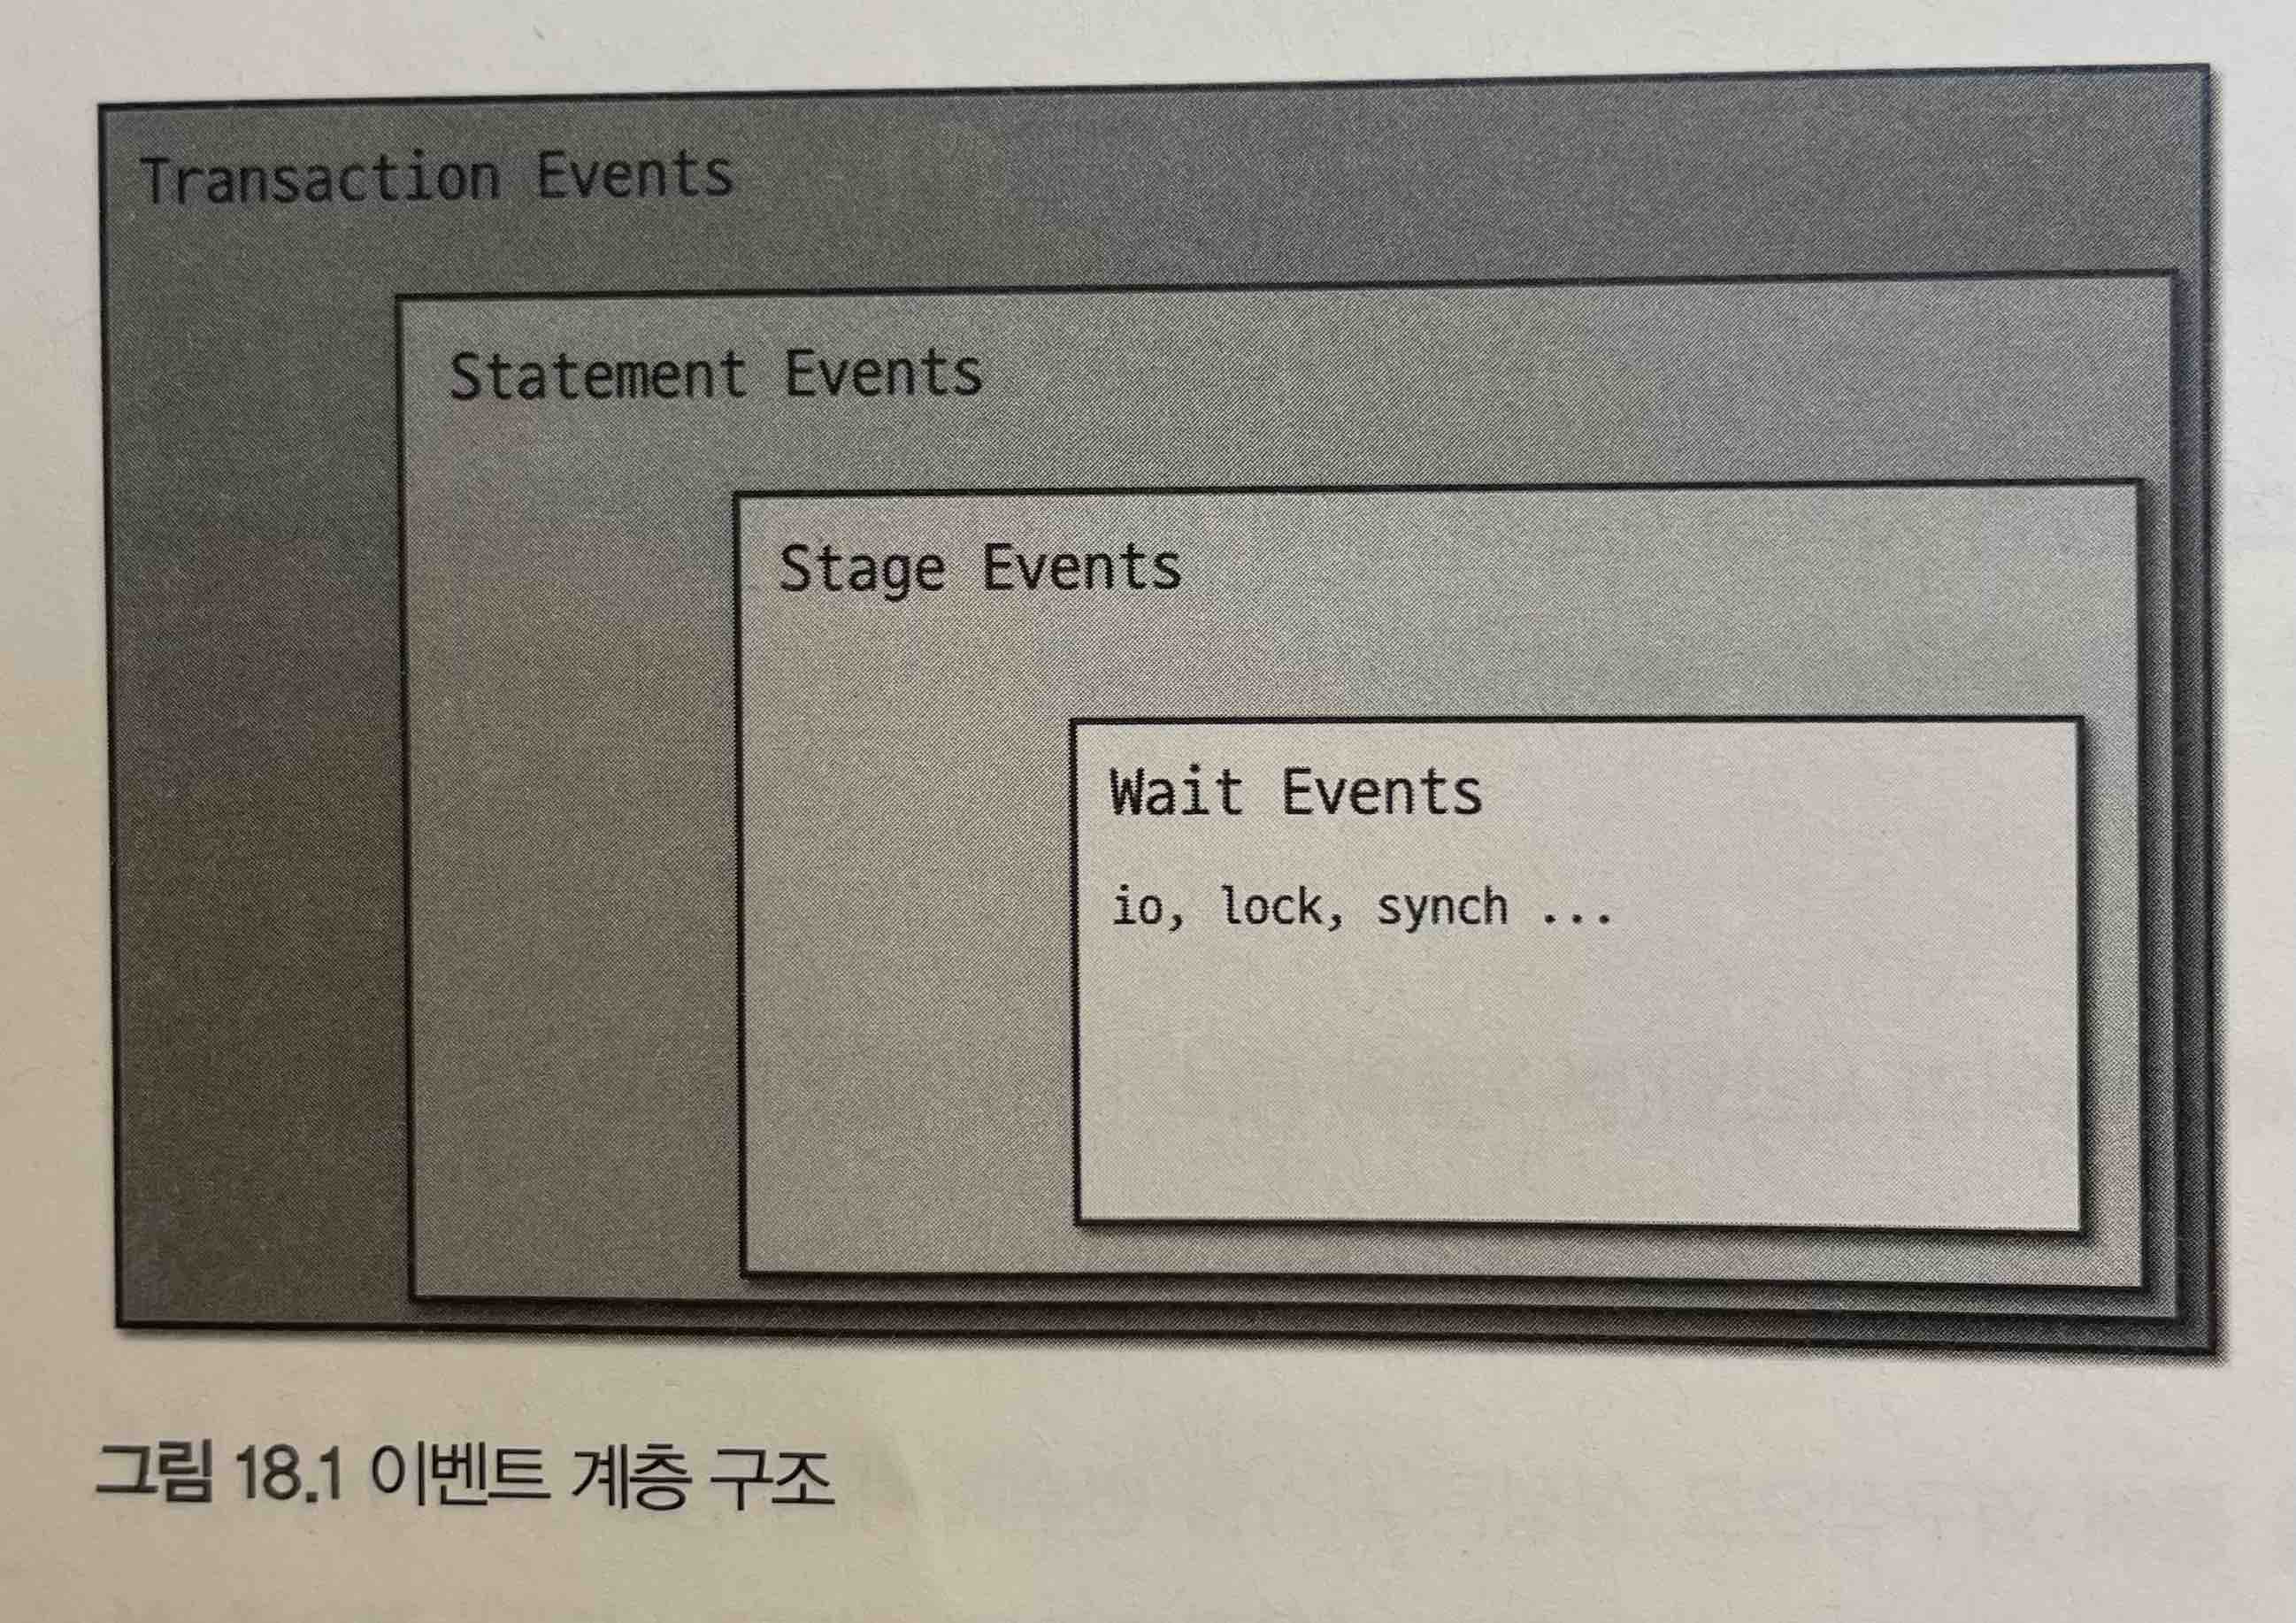 Transaction Events
Statement Events
Stage Events
Wait Events
io, lock, synch ...
그림 18.1 이벤트 계층 구조